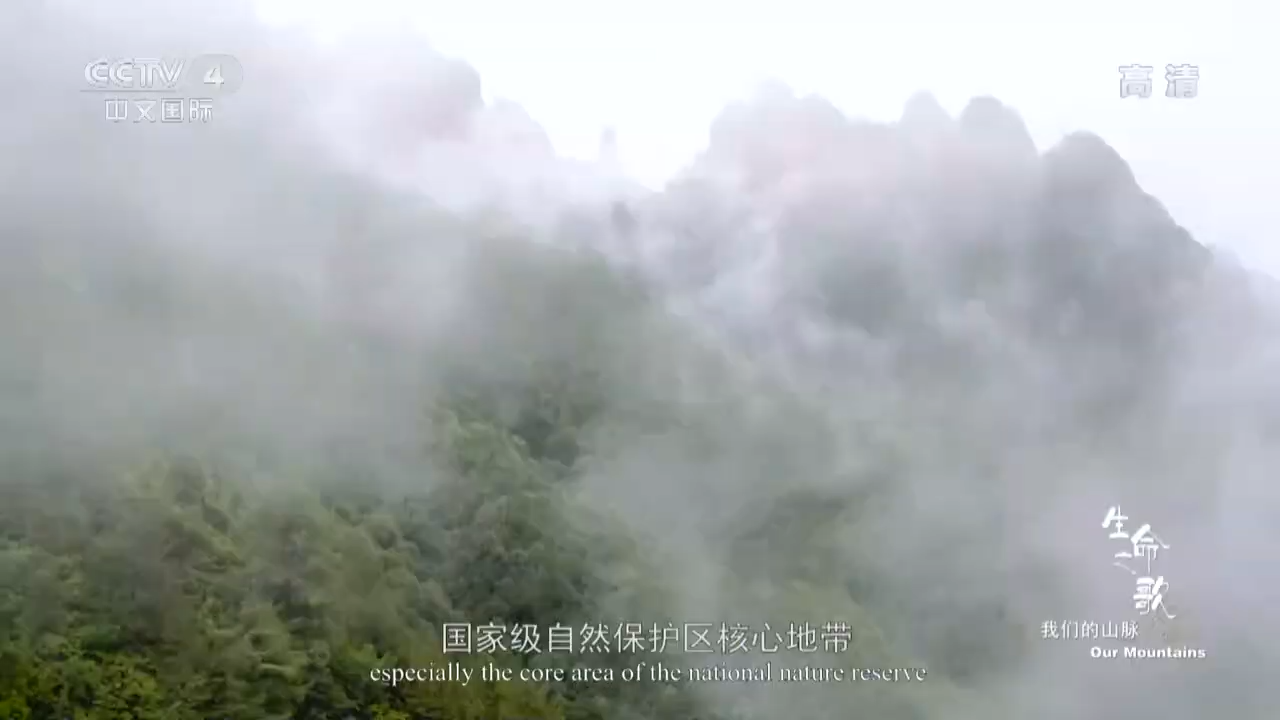 CCTV 4
中文国际
高清
生命之歌
我们的山脉
Our Mountains
国家级自然保护区核心地带
especially the core area of the national nature reserve